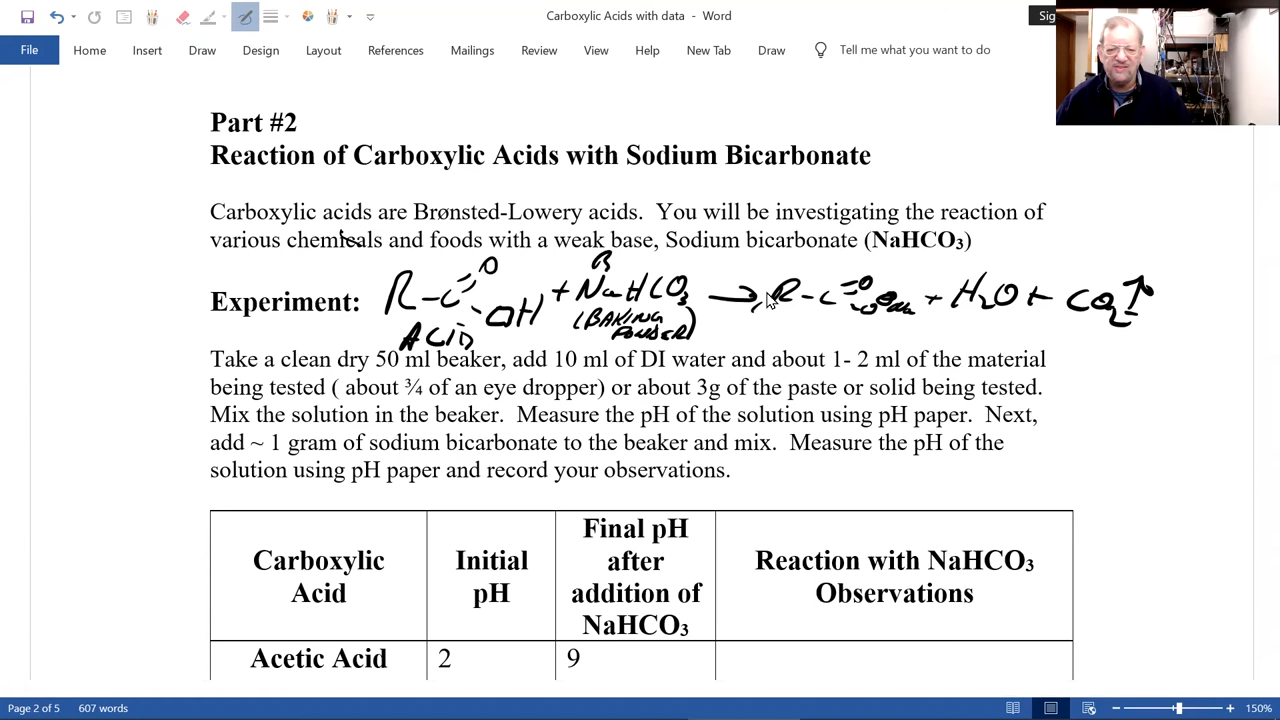 Carboxylic Acids with data - Word
Sig
File Home Insert Draw Design Layout References Mailings Review View Help New Tab Draw Tell me what you want to do
Part #2
Reaction of Carboxylic Acids with Sodium Bicarbonate
Carboxylic acids are Brønsted-Lowery acids. You will be investigating the reaction of
various chemicals and foods with a weak base, Sodium bicarbonate (NaHCO₃)
B
Experiment: R-C=O-OH + NaHCO₃ → R-C=O + H₂O + CO₂↑
ACID (BAKING POWDER)
Take a clean dry 50 ml beaker, add 10 ml of DI water and about 1- 2 ml of the material
being tested ( about ¾ of an eye dropper) or about 3g of the paste or solid being tested.
Mix the solution in the beaker. Measure the pH of the solution using pH paper. Next,
add ~ 1 gram of sodium bicarbonate to the beaker and mix. Measure the pH of the
solution using pH paper and record your observations.
Carboxylic
Acid
Initial
pH
Final pH
after
addition of
NaHCO₃
Reaction with NaHCO₃
Observations
Acetic Acid 2 9
Page 2 of 5 607 words 150%